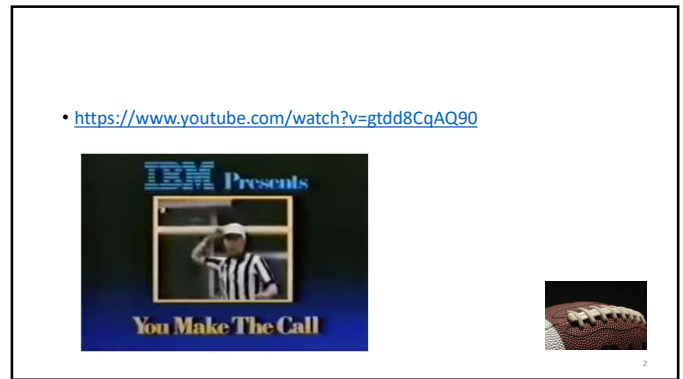 • https://www.youtube.com/watch?v=gtdd8CqAQ90
IBM Presents
You Make The Call
2